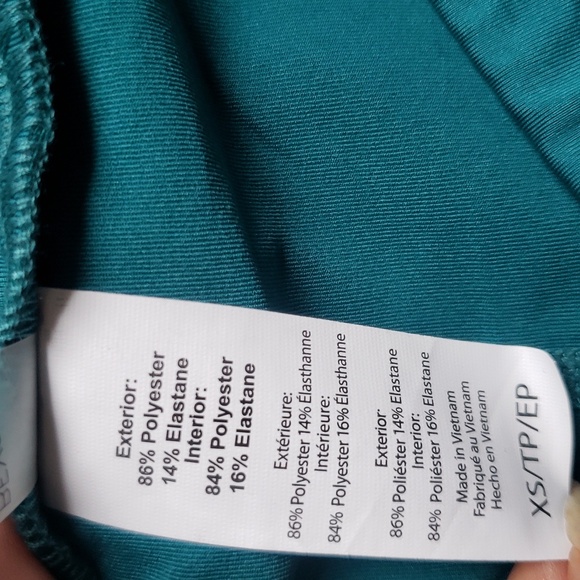 Exterior:
86% Polyester
14% Elastane
Interior:
84% Polyester
16% Elastane
Extérieure:
86% Polyester 14% Élasthanne
Intérieure:
84% Polyester 16% Élasthanne
Exterior
86% Poliéster 14% Elastane
Interior:
84% Poliéster 16% Elastane
Made in Vietnam
Fabriqué au Vietnam
Hecho en Vietnam
XS/TP/EP